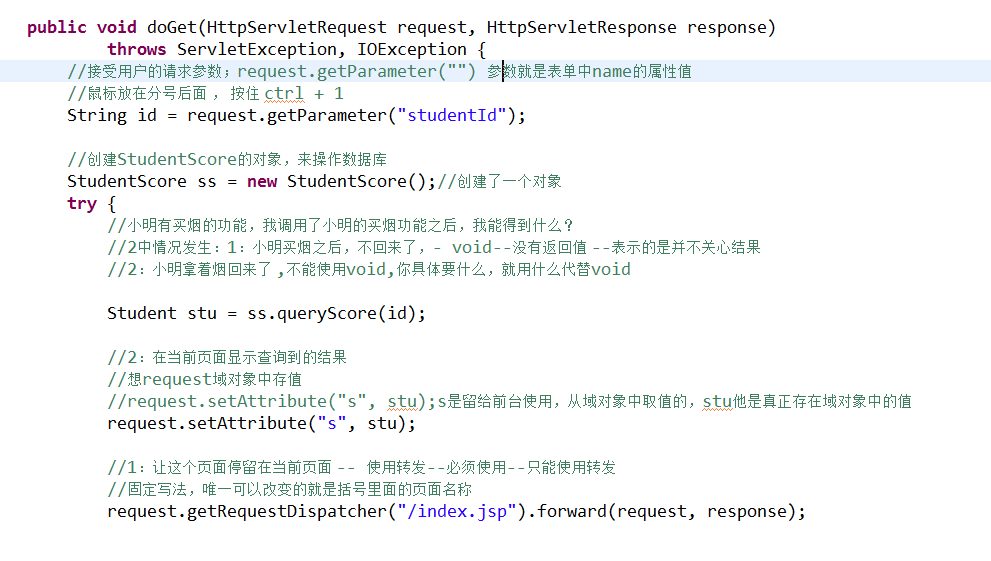 public void doGet(HttpServletRequest request, HttpServletResponse response)
throws ServletException, IOException {
//接受用户的请求参数；request.getParameter("") 参数就是表单中name的属性值
//鼠标放在分号后面 ，按住 ctrl + 1
String id = request.getParameter("studentId");
//创建StudentScore的对象，来操作数据库
StudentScore ss = new StudentScore();//创建了一个对象
try {
//小明有买烟的功能，我调用了小明的买烟功能之后，我能得到什么？
//2中情况发生：1：小明买烟之后，不回来了，- void--没有返回值 --表示的是并不关心结果
//2：小明拿着烟回来了 ,不能使用void,你具体要什么，就用什么代替void
Student stu = ss.queryScore(id);
//2：在当前页面显示查询到的结果
//想request域对象中存值
//request.setAttribute("s", stu);s是留给前台使用，从域对象中取值的，stu他是真正存在域对象中的值
request.setAttribute("s", stu);
//1：让这个页面停留在当前页面 -- 使用转发--必须使用--只能使用转发
//固定写法，唯一可以改变的就是括号里面的页面名称
request.getRequestDispatcher("/index.jsp").forward(request, response);